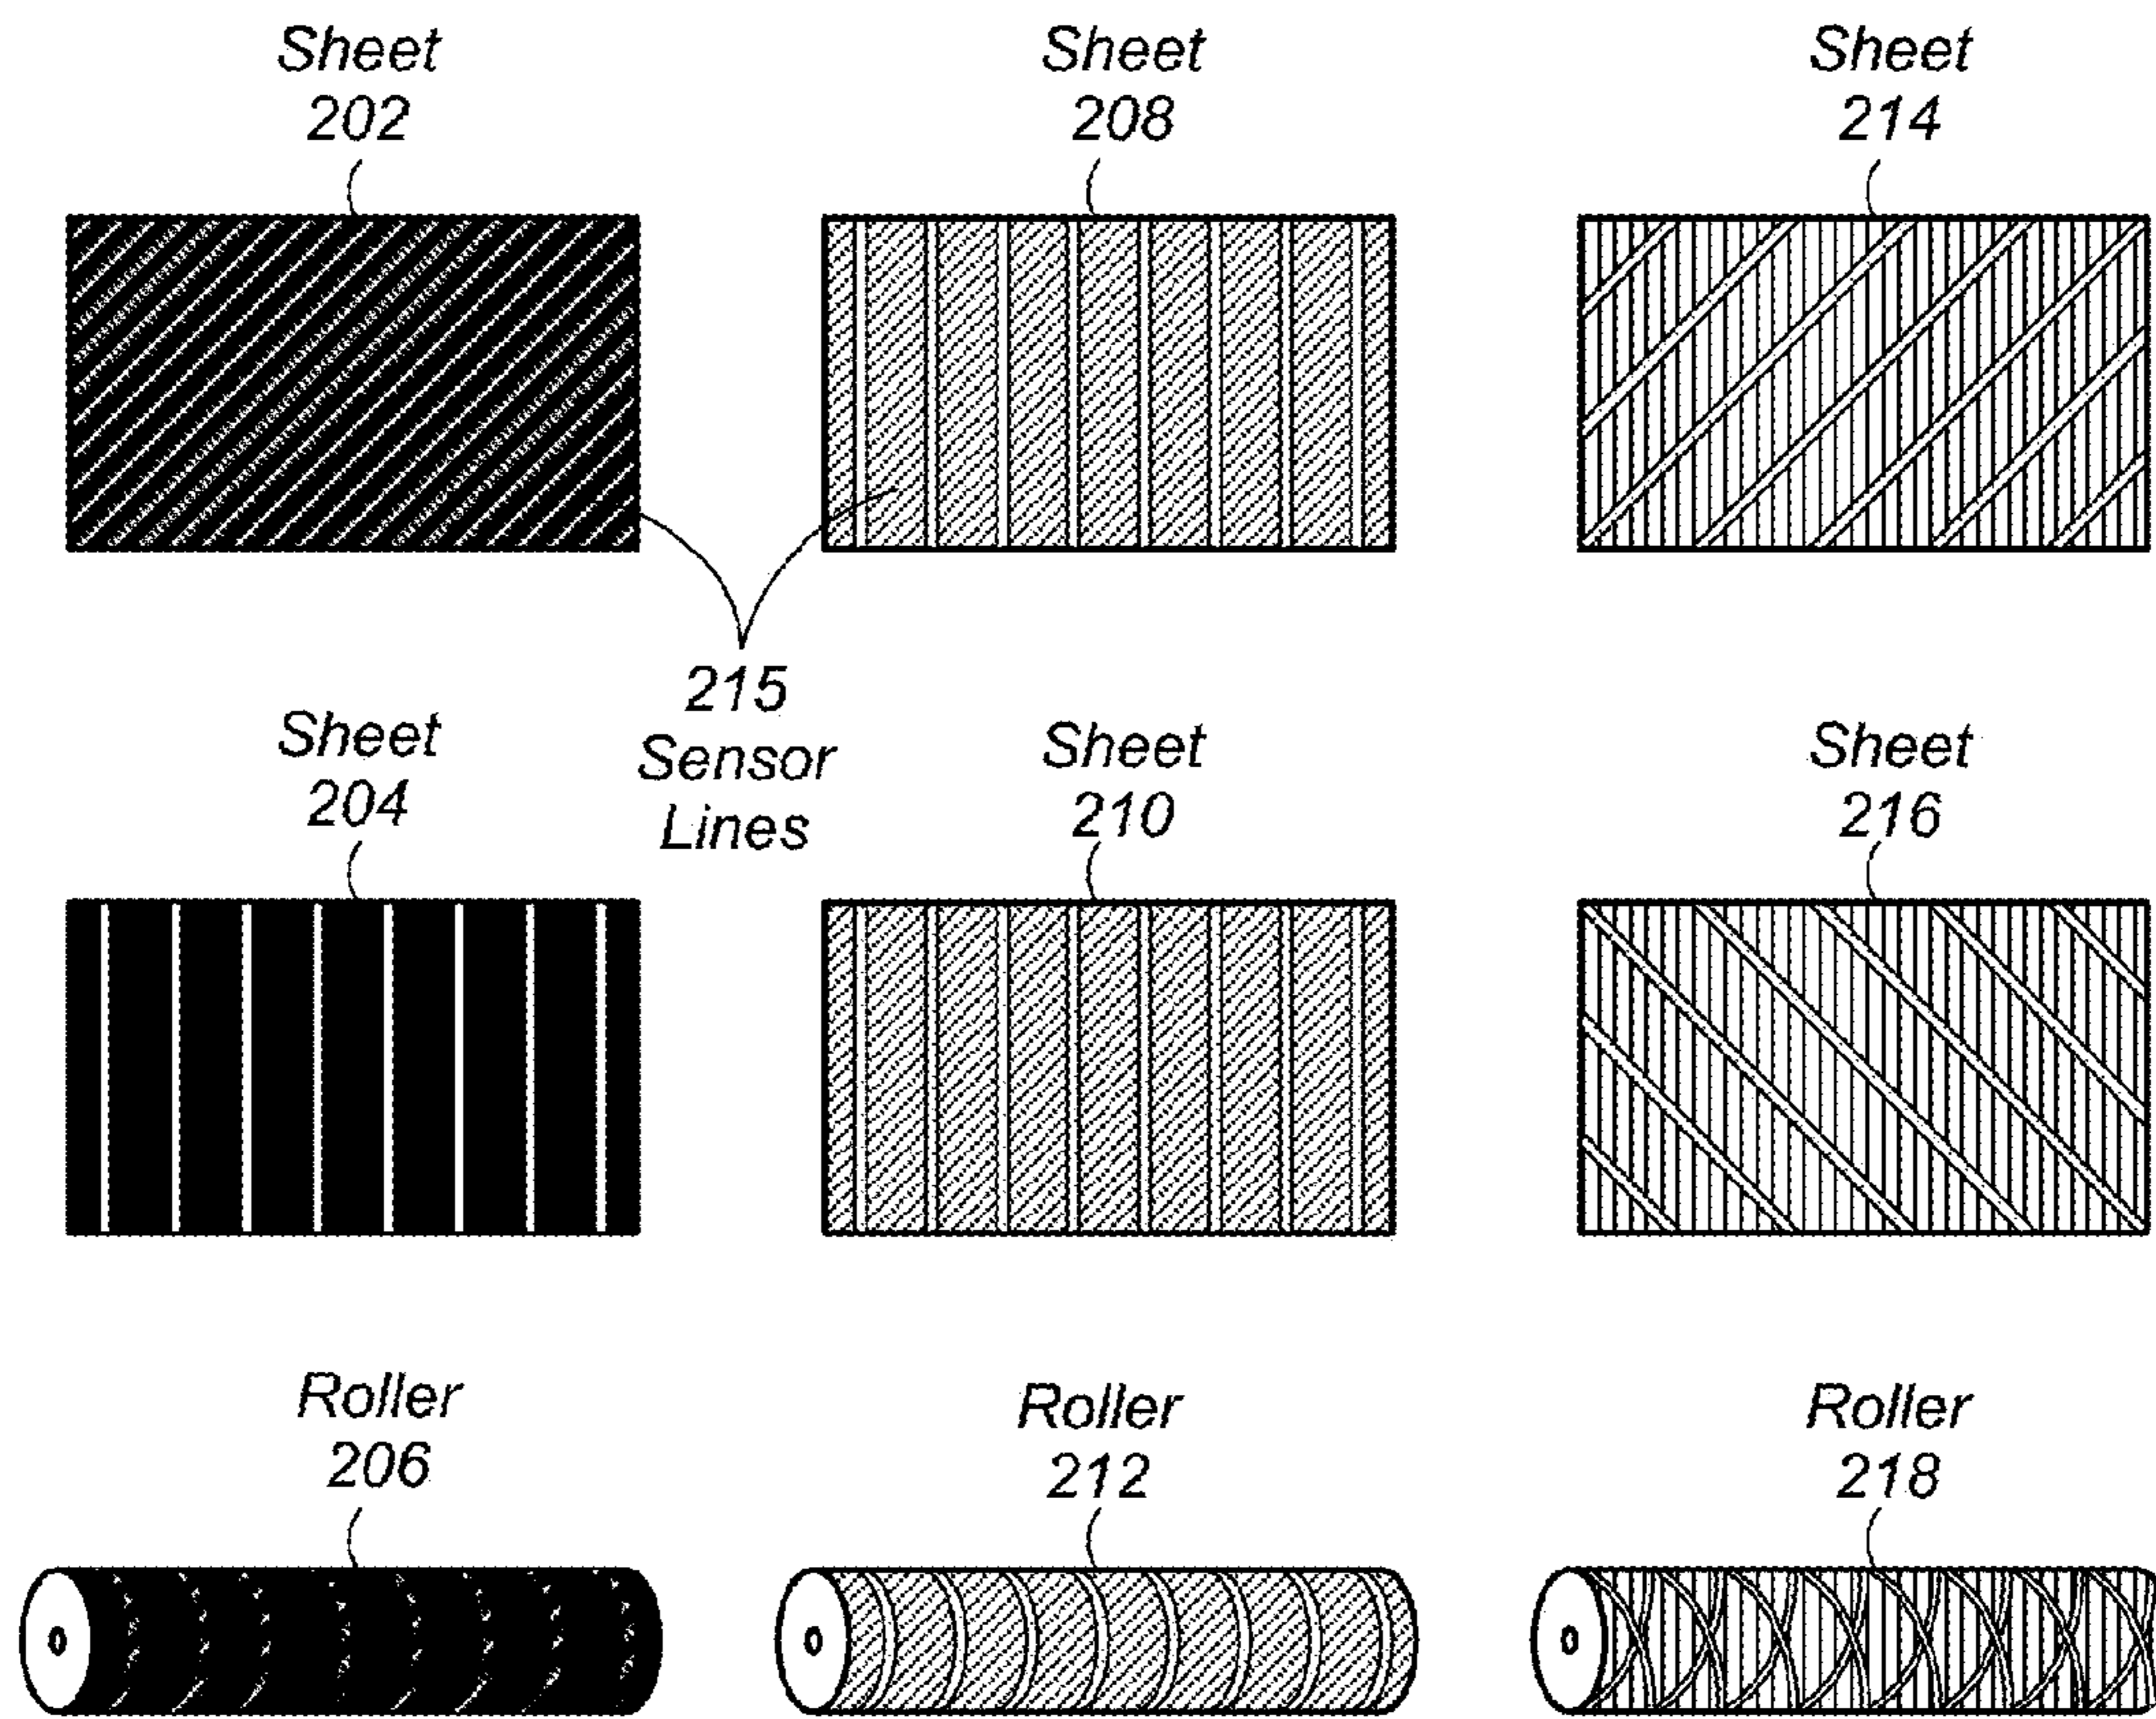 Sheet
202
Sheet
208
Sheet
214
215
Sensor
Lines
Sheet
204
Sheet
210
Sheet
216
Roller
206
Roller
212
Roller
218